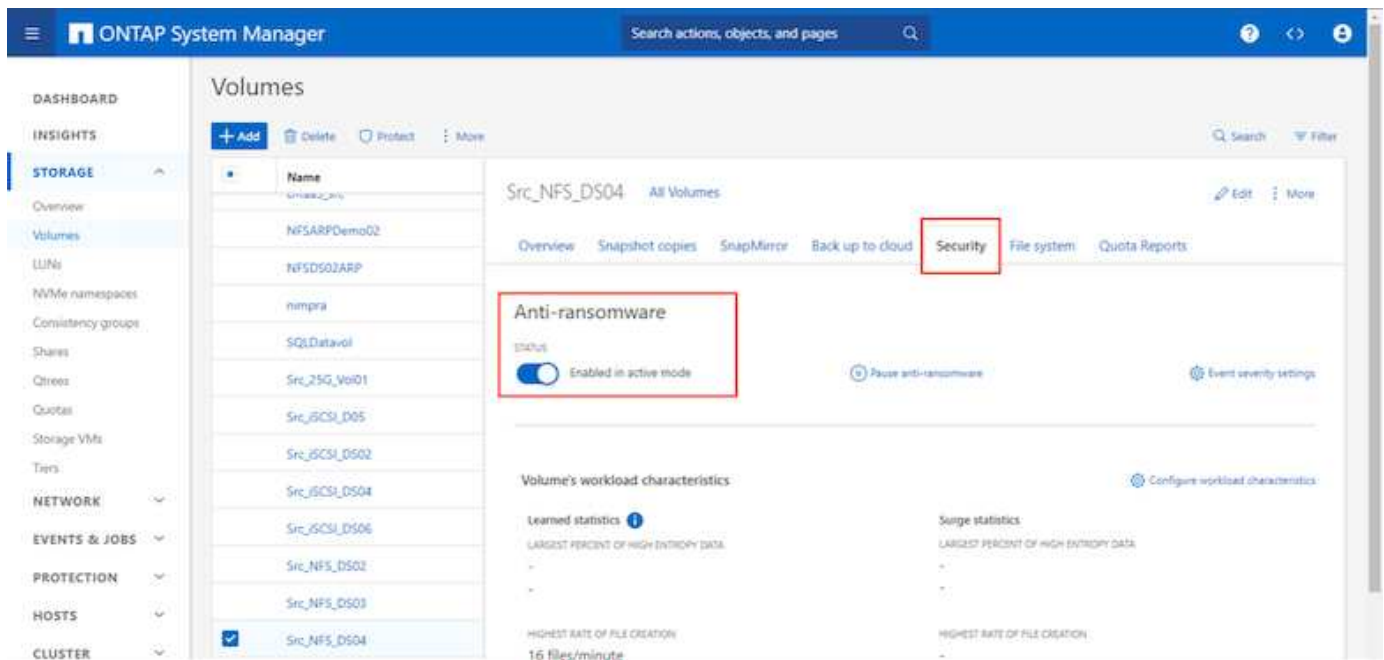 ONTAP System Manager
Search actions, objects, and pages
DASHBOARD
INSIGHTS
STORAGE
Overview
Volumes
LUNs
NVMe namespaces
Consistency groups
Shares
Qtrees
Quotas
Storage VMs
Tiers
NETWORK
EVENTS & JOBS
PROTECTION
HOSTS
CLUSTER
Volumes
Add
Delete
Protect
More
Search
Filter
Name
NFSARPDemo02
NFSDS02ARP
nimpra
SQLDatavol
Src_25G_Vol01
Src_iSCSI_D05
Src_iSCSI_DS02
Src_iSCSI_DS04
Src_iSCSI_DS06
Src_NFS_DS02
Src_NFS_DS03
Src_NFS_DS04
Src_NFS_DS04 All Volumes
Edit
More
Overview Snapshot copies SnapMirror Back up to cloud Security File system Quota Reports
Anti-ransomware
STATUS
Enabled in active mode
Pause anti-ransomware
Event severity settings
Volume's workload characteristics
Configure workload characteristics
Learned statistics
LARGEST PERCENT OF HIGH ENTROPY DATA
-
-
HIGHEST RATE OF FILE CREATION
16 files/minute
Surge statistics
LARGEST PERCENT OF HIGH ENTROPY DATA
-
-
HIGHEST RATE OF FILE CREATION
-